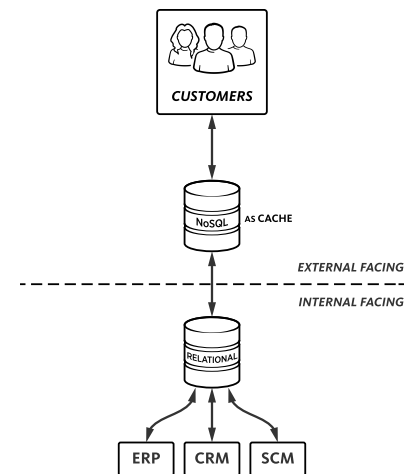 CUSTOMERS
NoSQL
AS CACHE
EXTERNAL FACING
INTERNAL FACING
RELATIONAL
ERP
CRM
SCM